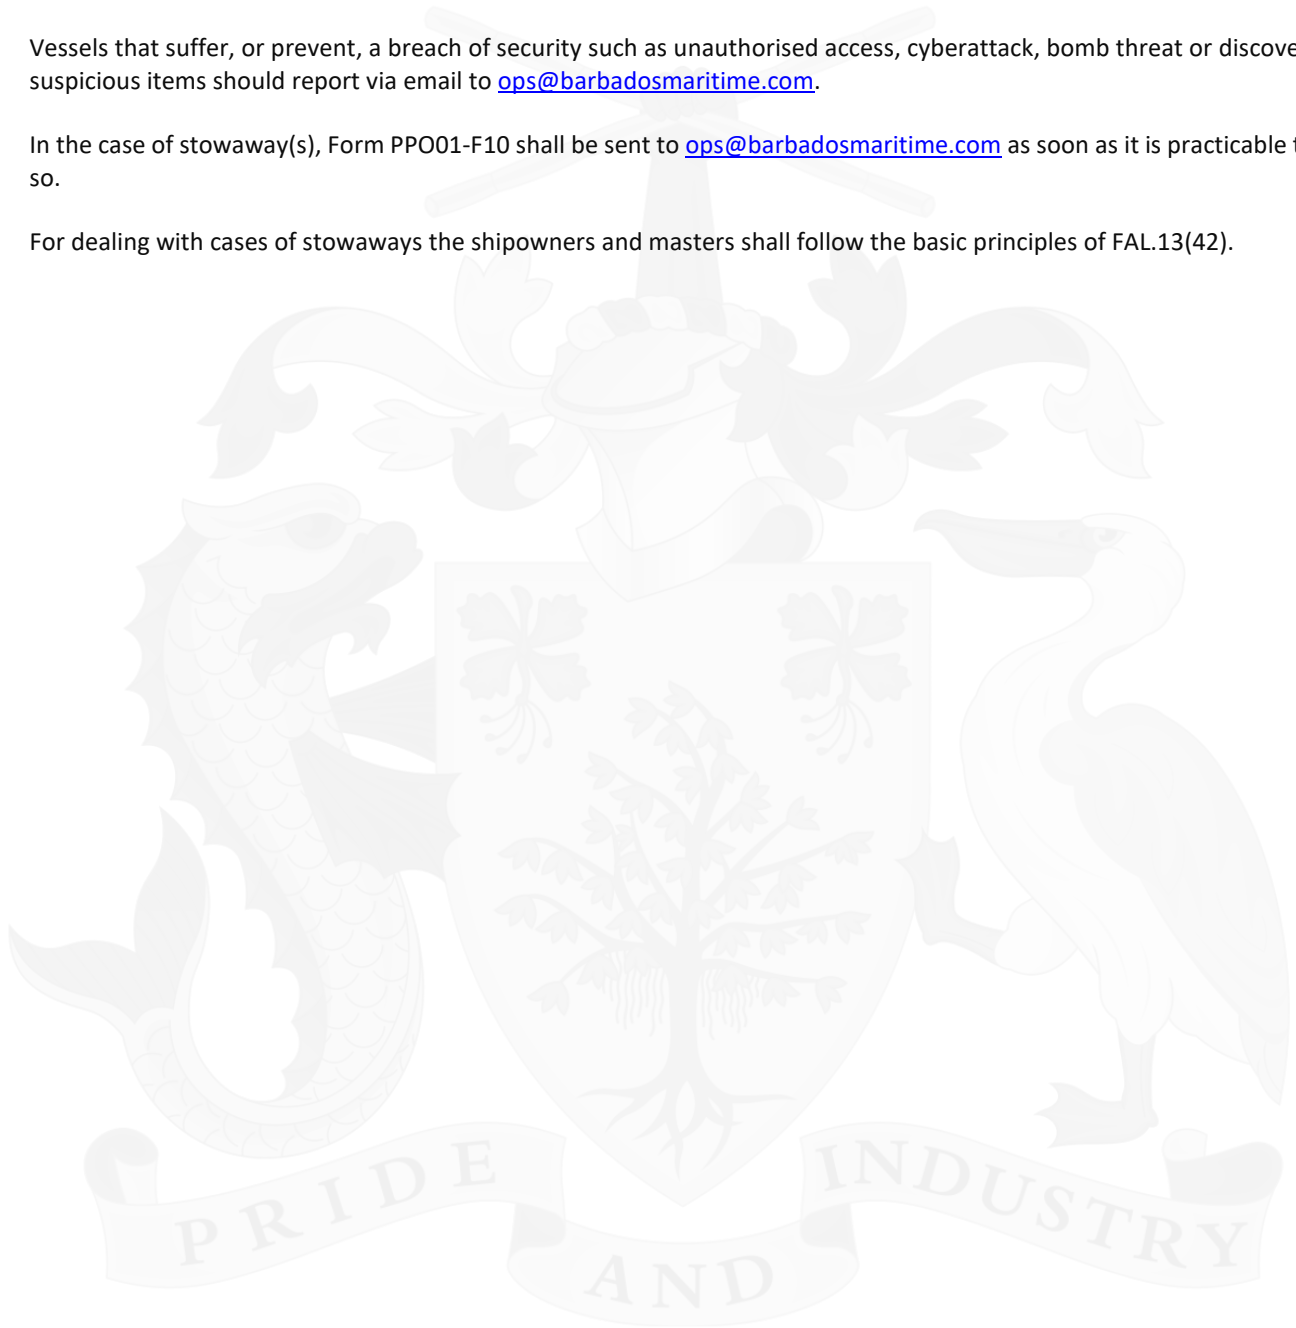 Vessels that suffer, or prevent, a breach of security such as unauthorised access, cyberattack, bomb threat or discove
suspicious items should report via email to ops@barbadosmaritime.com.
In the case of stowaway(s), Form PPO01-F10 shall be sent to ops@barbadosmaritime.com as soon as it is practicable t
so.
For dealing with cases of stowaways the shipowners and masters shall follow the basic principles of FAL.13(42).
PRIDE AND INDUSTRY